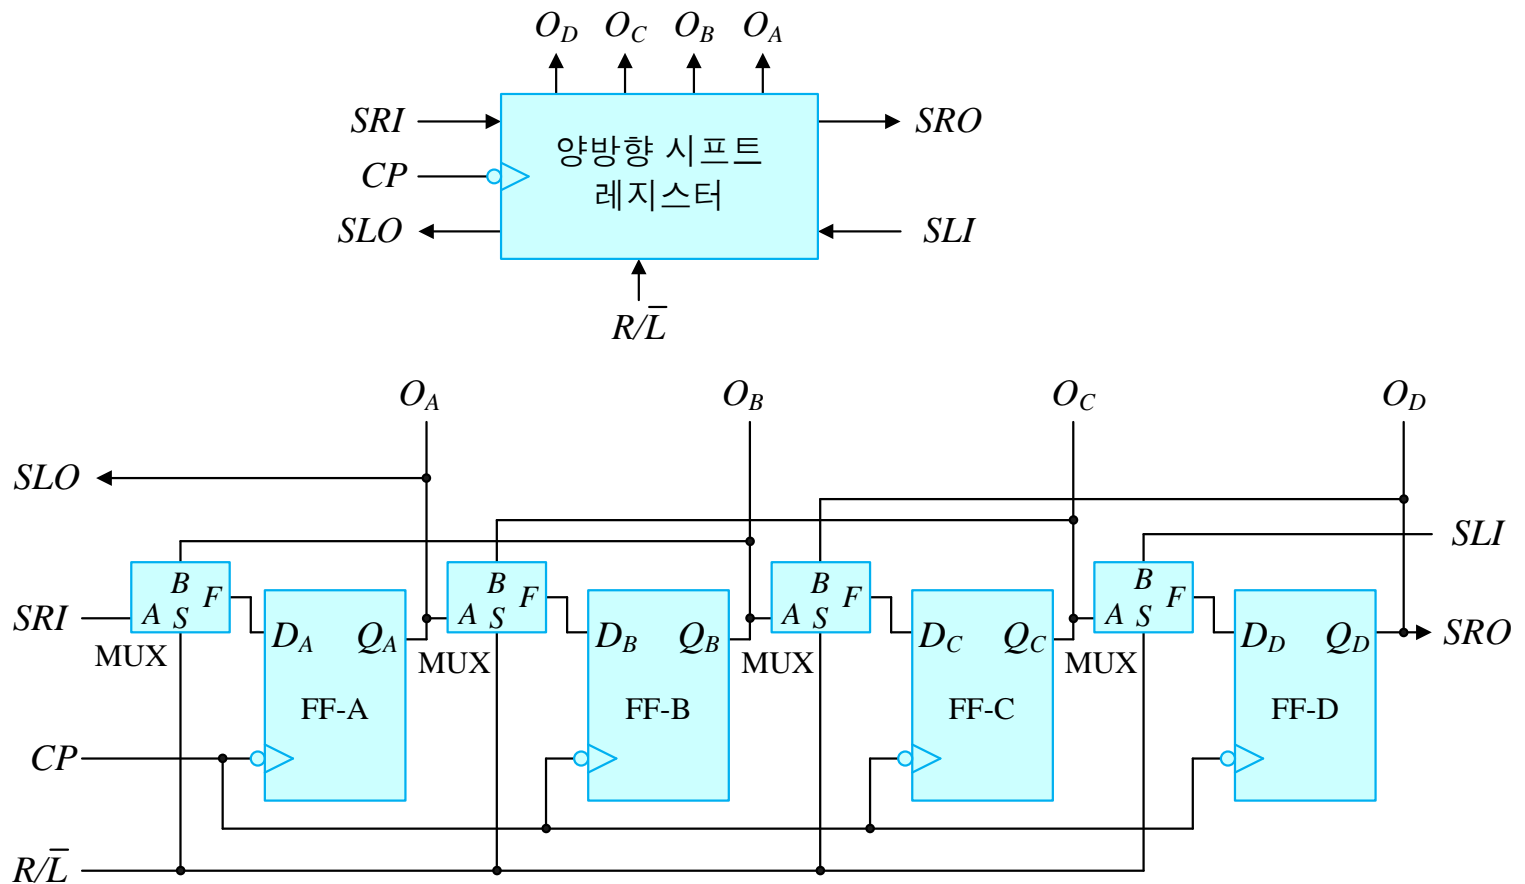 O_D O_C O_B O_A
SRI SRO
양방향 시프트
레지스터
CP
SLO SLI
R/L̅
O_A O_B O_C O_D
SLO
SLI
B F B F B F B F
SRI A S A S A S A S SRO
D_A Q_A D_B Q_B D_C Q_C D_D Q_D
MUX MUX MUX MUX
FF-A FF-B FF-C FF-D
CP
R/L̅